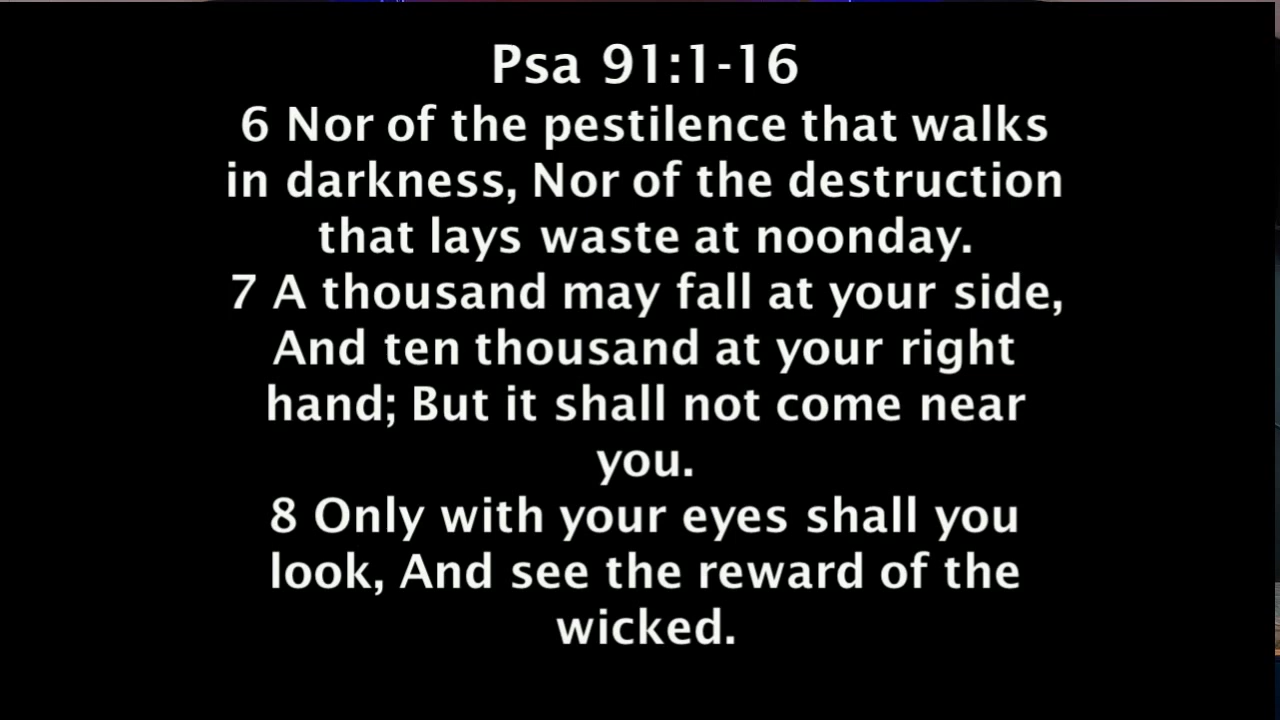 Psa 91:1-16
6 Nor of the pestilence that walks
in darkness, Nor of the destruction
that lays waste at noonday.
7 A thousand may fall at your side,
And ten thousand at your right
hand; But it shall not come near
you.
8 Only with your eyes shall you
look, And see the reward of the
wicked.